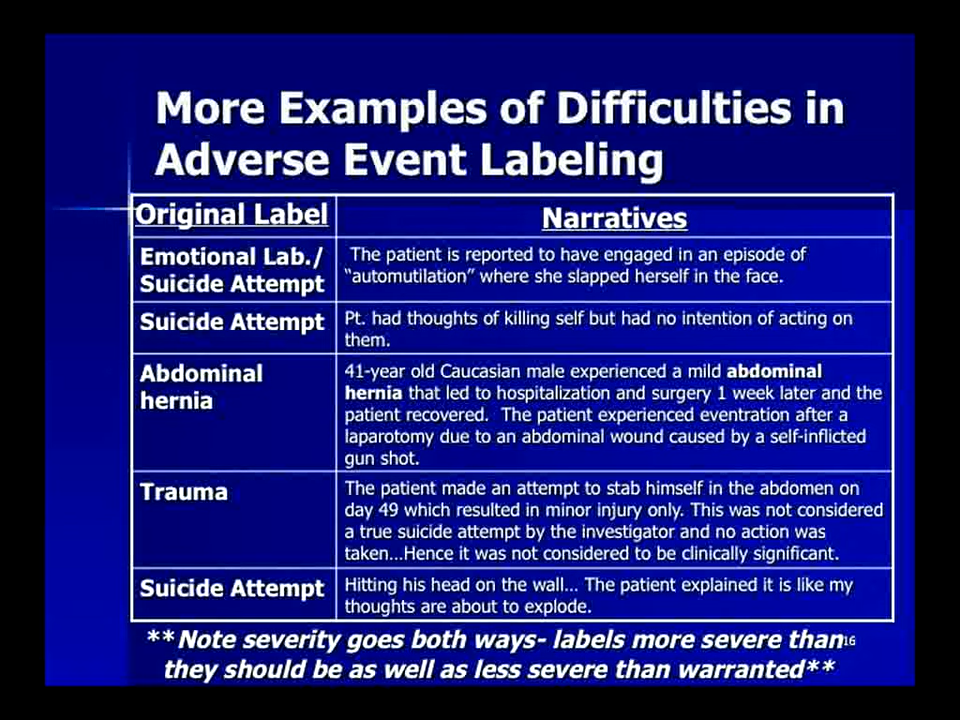 More Examples of Difficulties in
Adverse Event Labeling
Original Label
Narratives
Emotional Lab./
Suicide Attempt
The patient is reported to have engaged in an episode of
“automutilation” where she slapped herself in the face.
Suicide Attempt
Pt. had thoughts of killing self but had no intention of acting on
them.
Abdominal
hernia
41-year old Caucasian male experienced a mild abdominal
hernia that led to hospitalization and surgery 1 week later and the
patient recovered. The patient experienced eventration after a
laparotomy due to an abdominal wound caused by a self-inflicted
gun shot.
Trauma
The patient made an attempt to stab himself in the abdomen on
day 49 which resulted in minor injury only. This was not considered
a true suicide attempt by the investigator and no action was
taken…Hence it was not considered to be clinically significant.
Suicide Attempt
Hitting his head on the wall… The patient explained it is like my
thoughts are about to explode.
**Note severity goes both ways- labels more severe than
16
they should be as well as less severe than warranted**